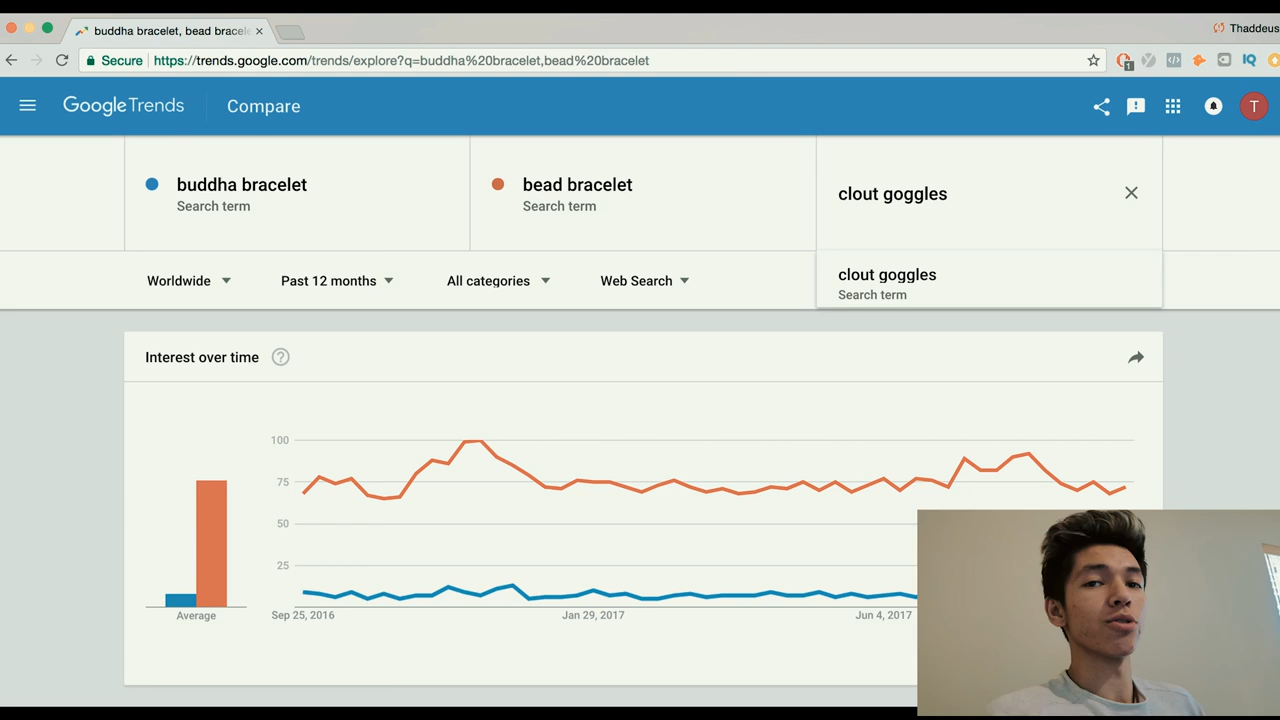 buddha bracelet, bead bracele
Thaddeus
Secure https://trends.google.com/trends/explore?q=buddha%20bracelet,bead%20bracelet
1
IQ
Google Trends Compare
T
buddha bracelet
Search term
bead bracelet
Search term
clout goggles
clout goggles
Search term
Worldwide Past 12 months All categories Web Search
Interest over time ?
100
75
50
25
Average
Sep 25, 2016 Jan 29, 2017 Jun 4, 2017